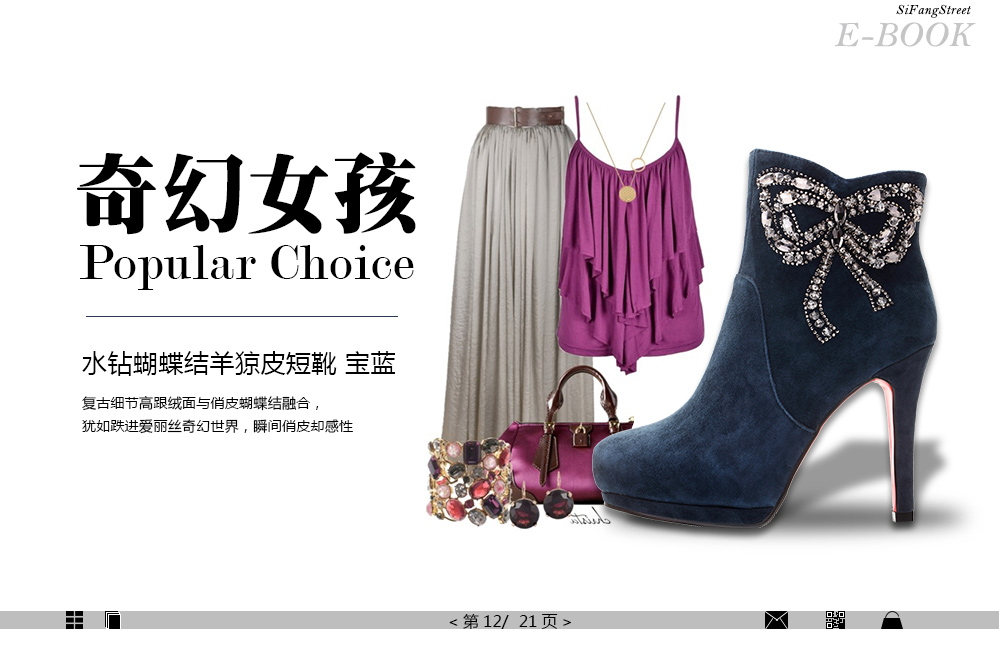 SiFangStreet
E-BOOK
奇幻女孩
Popular Choice
水钻蝴蝶结羊猄皮短靴 宝蓝
复古细节高跟绒面与俏皮蝴蝶结融合，
犹如跌进爱丽丝奇幻世界，瞬间俏皮却感性
< 第 12/ 21 页 >